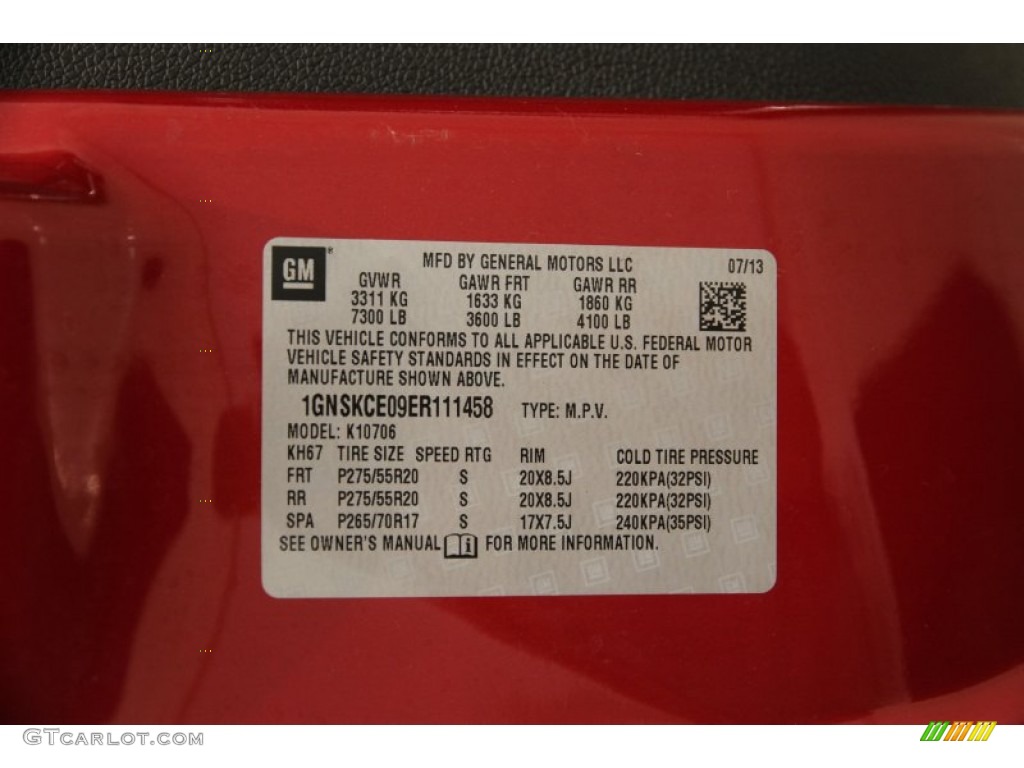 GM
MFD BY GENERAL MOTORS LLC 07/13
GVWR GAWR FRT GAWR RR
3311 KG 1633 KG 1860 KG
7300 LB 3600 LB 4100 LB
THIS VEHICLE CONFORMS TO ALL APPLICABLE U.S. FEDERAL MOTOR
VEHICLE SAFETY STANDARDS IN EFFECT ON THE DATE OF
MANUFACTURE SHOWN ABOVE.
1GNSKCE09ER111458 TYPE: M.P.V.
MODEL: K10706
KH67 TIRE SIZE SPEED RTG RIM COLD TIRE PRESSURE
FRT P275/55R20 S 20X8.5J 220KPA(32PSI)
RR P275/55R20 S 20X8.5J 220KPA(32PSI)
SPA P265/70R17 S 17X7.5J 240KPA(35PSI)
SEE OWNER'S MANUAL i FOR MORE INFORMATION.
GTCarLot.com